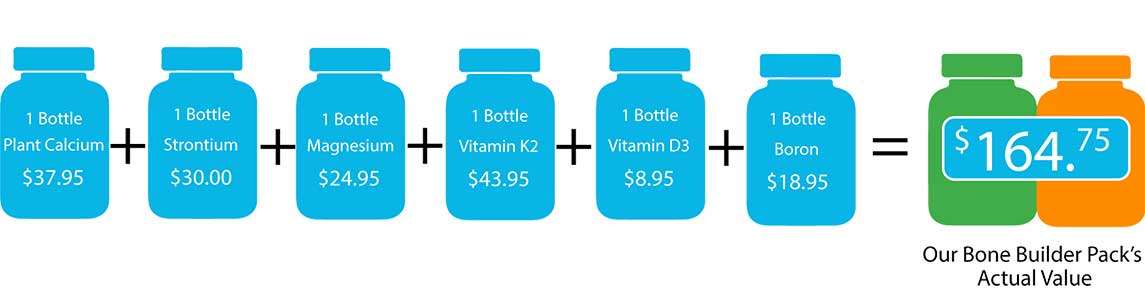 1 Bottle
Plant Calcium
$37.95
+
1 Bottle
Strontium
$30.00
+
1 Bottle
Magnesium
$24.95
+
1 Bottle
Vitamin K2
$43.95
+
1 Bottle
Vitamin D3
$8.95
+
1 Bottle
Boron
$18.95
=
$164.75
Our Bone Builder Pack's
Actual Value